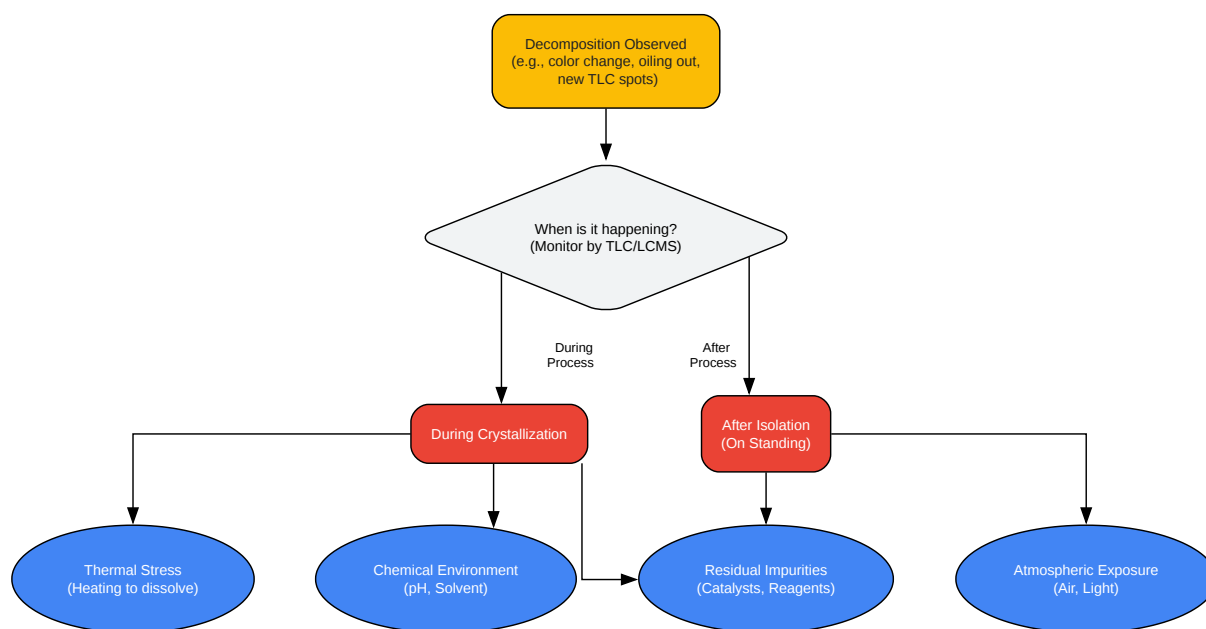 Decomposition Observed
(e.g., color change, oiling out,
new TLC spots)
When is it happening?
(Monitor by TLC/LCMS)
During
Process
After
Process
During Crystallization
After Isolation
(On Standing)
Thermal Stress
(Heating to dissolve)
Chemical Environment
(pH, Solvent)
Residual Impurities
(Catalysts, Reagents)
Atmospheric Exposure
(Air, Light)